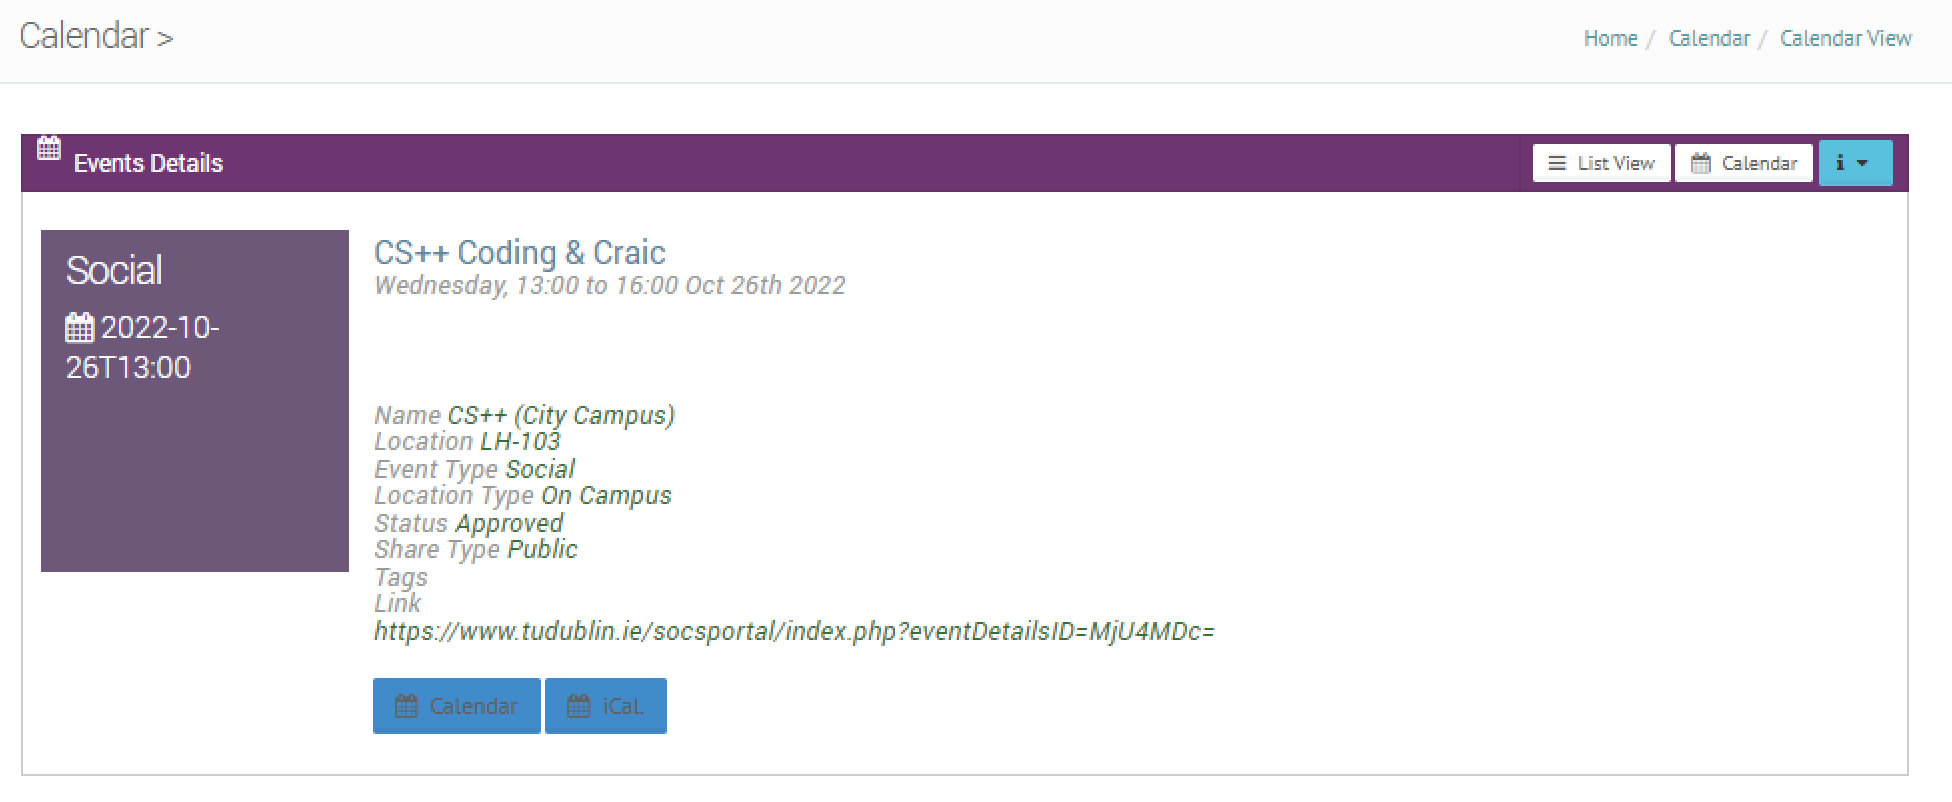 Calendar >
Home / Calendar / Calendar View
Events Details
List View
Calendar
i
Social
2022-10-
26T13:00
CS++ Coding & Craic
Wednesday, 13:00 to 16:00 Oct 26th 2022
Name CS++ (City Campus)
Location LH-103
Event Type Social
Location Type On Campus
Status Approved
Share Type Public
Tags
Link
https://www.tudublin.ie/socsportal/index.php?eventDetailsID=MjU4MDc=
Calendar
iCal.